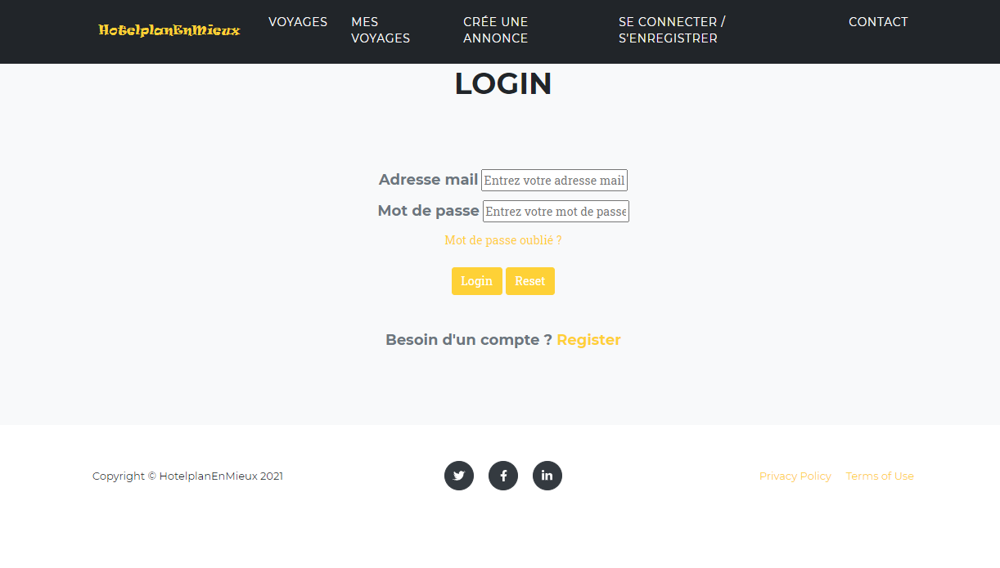 HotelplanEnMieux
VOYAGES
MES
VOYAGES
CRÉE UNE
ANNONCE
SE CONNECTER /
S'ENREGISTRER
CONTACT
LOGIN
Adresse mail Entrez votre adresse mail
Mot de passe Entrez votre mot de passe
Mot de passe oublié ?
Login Reset
Besoin d'un compte ? Register
Copyright © HotelplanEnMieux 2021
Privacy Policy Terms of Use